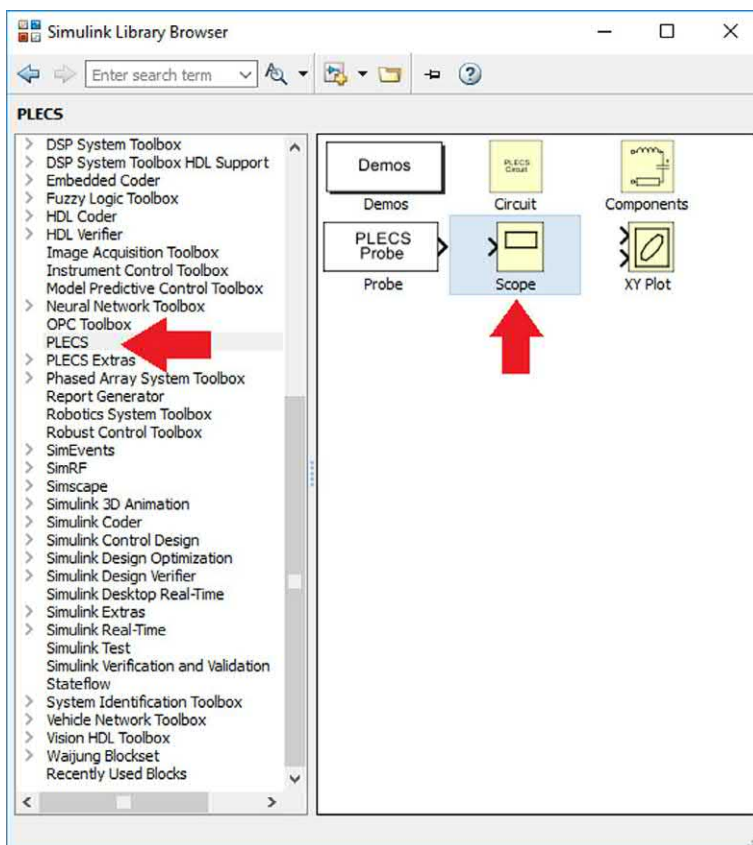 Simulink Library Browser
Enter search term
PLECS
DSP System Toolbox
DSP System Toolbox HDL Support
Embedded Coder
Fuzzy Logic Toolbox
HDL Coder
HDL Verifier
Image Acquisition Toolbox
Instrument Control Toolbox
Model Predictive Control Toolbox
Neural Network Toolbox
OPC Toolbox
PLECS
PLECS Extras
Phased Array System Toolbox
Report Generator
Robotics System Toolbox
Robust Control Toolbox
SimEvents
SimRF
Simscape
Simulink 3D Animation
Simulink Coder
Simulink Control Design
Simulink Design Optimization
Simulink Design Verifier
Simulink Desktop Real-Time
Simulink Extras
Simulink Real-Time
Simulink Test
Simulink Verification and Validation
Stateflow
System Identification Toolbox
Vehicle Network Toolbox
Vision HDL Toolbox
Waijung Blockset
Recently Used Blocks
Demos
Demos
PLECS
Circuit
Circuit
Components
PLECS
Probe
Probe
Scope
XY Plot